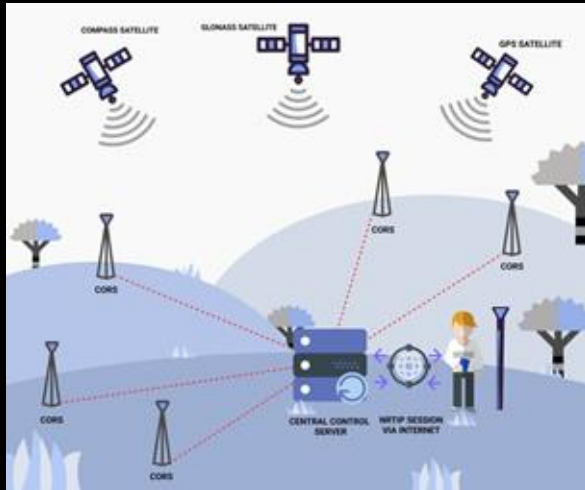 COMPASS SATELLITE
GLONASS SATELLITE
GPS SATELLITE
CORS
CORS
CORS
CORS
CORS
CENTRAL CONTROL
SERVER
NRTIP SESSION
VIA INTERNET